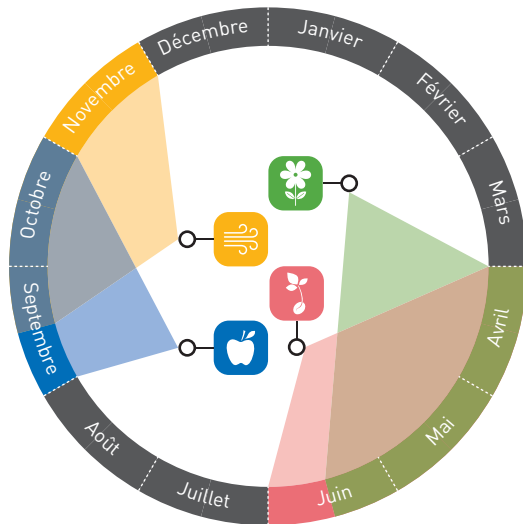 Janvier
Février
Mars
Avril
Mai
Juin
Juillet
Août
Septembre
Octobre
Novembre
Décembre